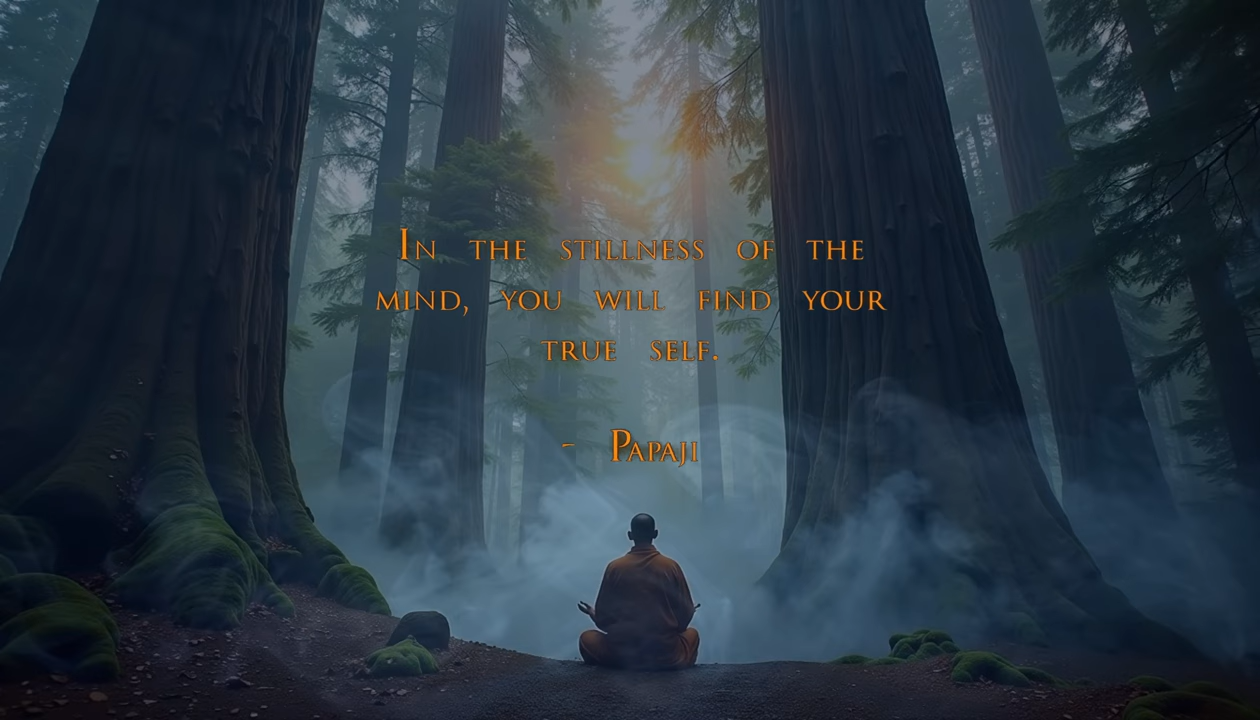 In the stillness of the
mind, you will find your
true self.
- Papaji